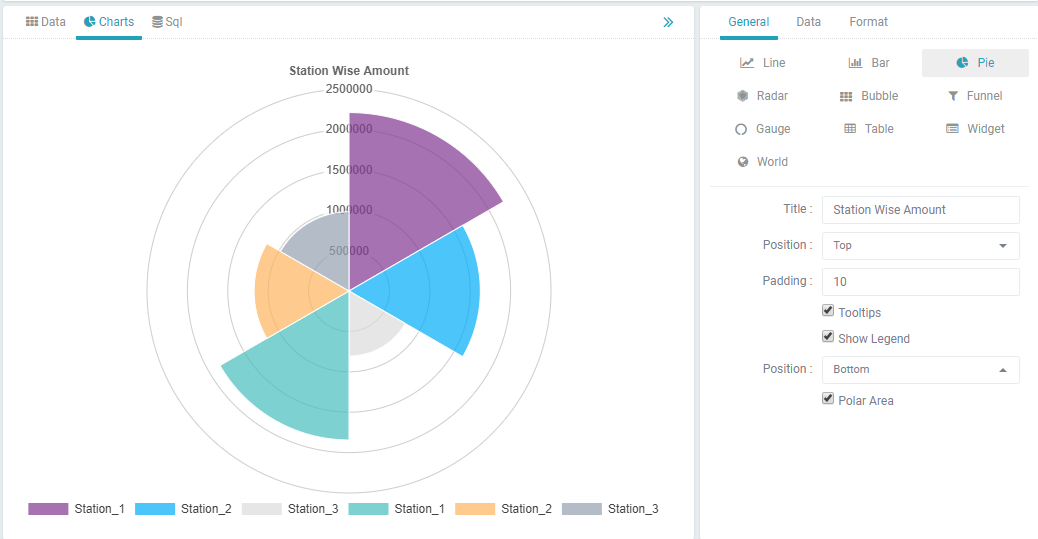 Data Charts Sql
Station Wise Amount
2500000
2000000
1500000
1000000
500000
Station_1 Station_2 Station_3 Station_1 Station_2 Station_3
General Data Format
Line Bar Pie
Radar Bubble Funnel
Gauge Table Widget
World
Title : Station Wise Amount
Position : Top
Padding : 10
Tooltips
Show Legend
Position : Bottom
Polar Area